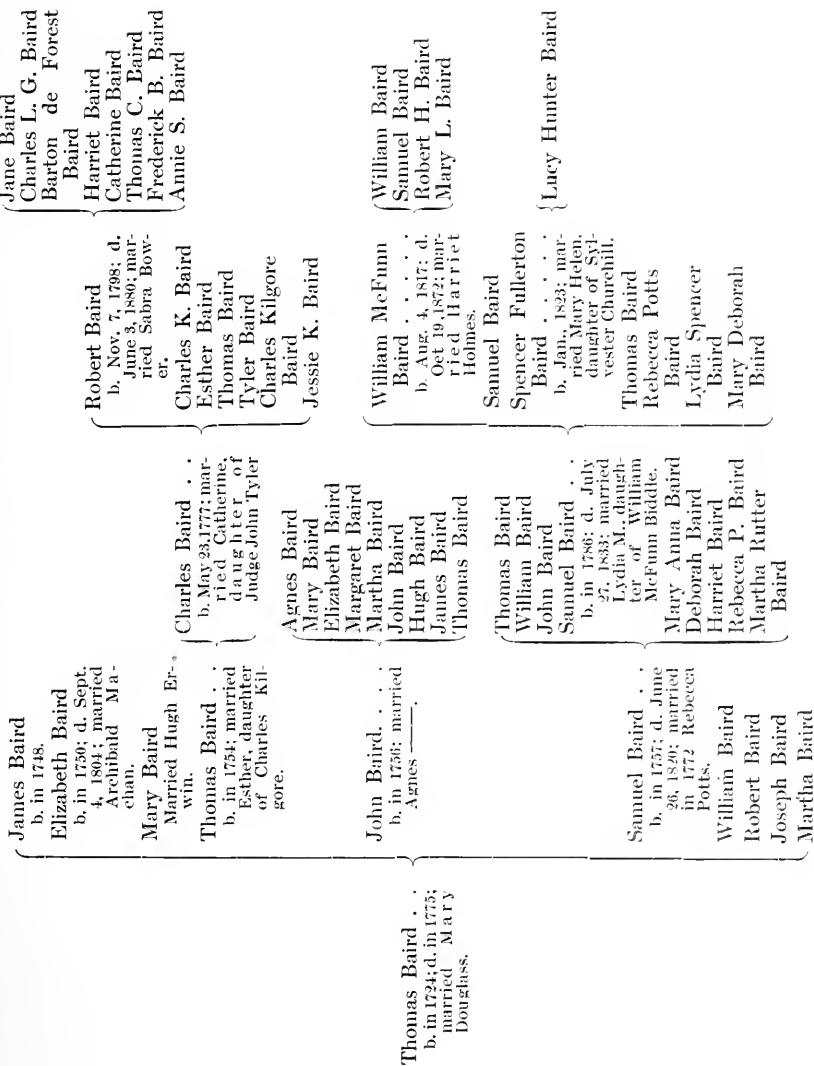 Thomas Baird . .
b. in 1724; d. in 1775;
married Mary
Douglass.
James Baird
b. in 1748.
Elizabeth Baird
b. in 1750; d. Sept.
4, 1804; married
Archibald Ma-
chan.
Mary Baird
Married Hugh Er-
win.
Thomas Baird . .
b. in 1754; married
Esther, daughter
of Charles Kil-
gore.
John Baird. . . .
b. in 1756; married
Agnes ——.
Samuel Baird . .
b. in 1757; d. June
26, 1820; married
in 1772 Rebecca
Potts.
William Baird
Robert Baird
Joseph Baird
Martha Baird
Charles Baird . .
b. May 23, 1777; mar-
ried Catherine,
daughter of
Judge John Tyler
Agnes Baird
Mary Baird
Elizabeth Baird
Margaret Baird
Martha Baird
John Baird
Hugh Baird
James Baird
Thomas Baird
Thomas Baird
William Baird
John Baird
Samuel Baird . .
b. in 1786; d. July
27, 1833; married
Lydia M., daugh-
ter of William
McFunn Biddle.
Mary Anna Baird
Deborah Baird
Harriet Baird
Rebecca P. Baird
Martha Rutter
Baird
Robert Baird
b. Nov. 7, 1798; d.
June 3, 1880; mar-
ried Sabra Bow-
er.
Charles K. Baird
Esther Baird
Thomas Baird
Tyler Baird
Charles Kilgore
Baird
Jessie K. Baird
William McFunn
Baird . . . . .
b. Aug. 4, 1817; d.
Oct 19, 1872; mar-
ried Harriet
Holmes.
Samuel Baird
Spencer Fullerton
Baird . . . . .
b. Jan., 1823; mar-
ried Mary Helen,
daughter of Syl-
vester Churchill.
Thomas Baird
Rebecca Potts
Baird
Lydia Spencer
Baird
Mary Deborah
Baird
Jane Baird
Charles L. G. Baird
Barton de Forest
Baird
Harriet Baird
Catherine Baird
Thomas C. Baird
Frederick B. Baird
Annie S. Baird
William Baird
Samuel Baird
Robert H. Baird
Mary L. Baird
Lucy Hunter Baird